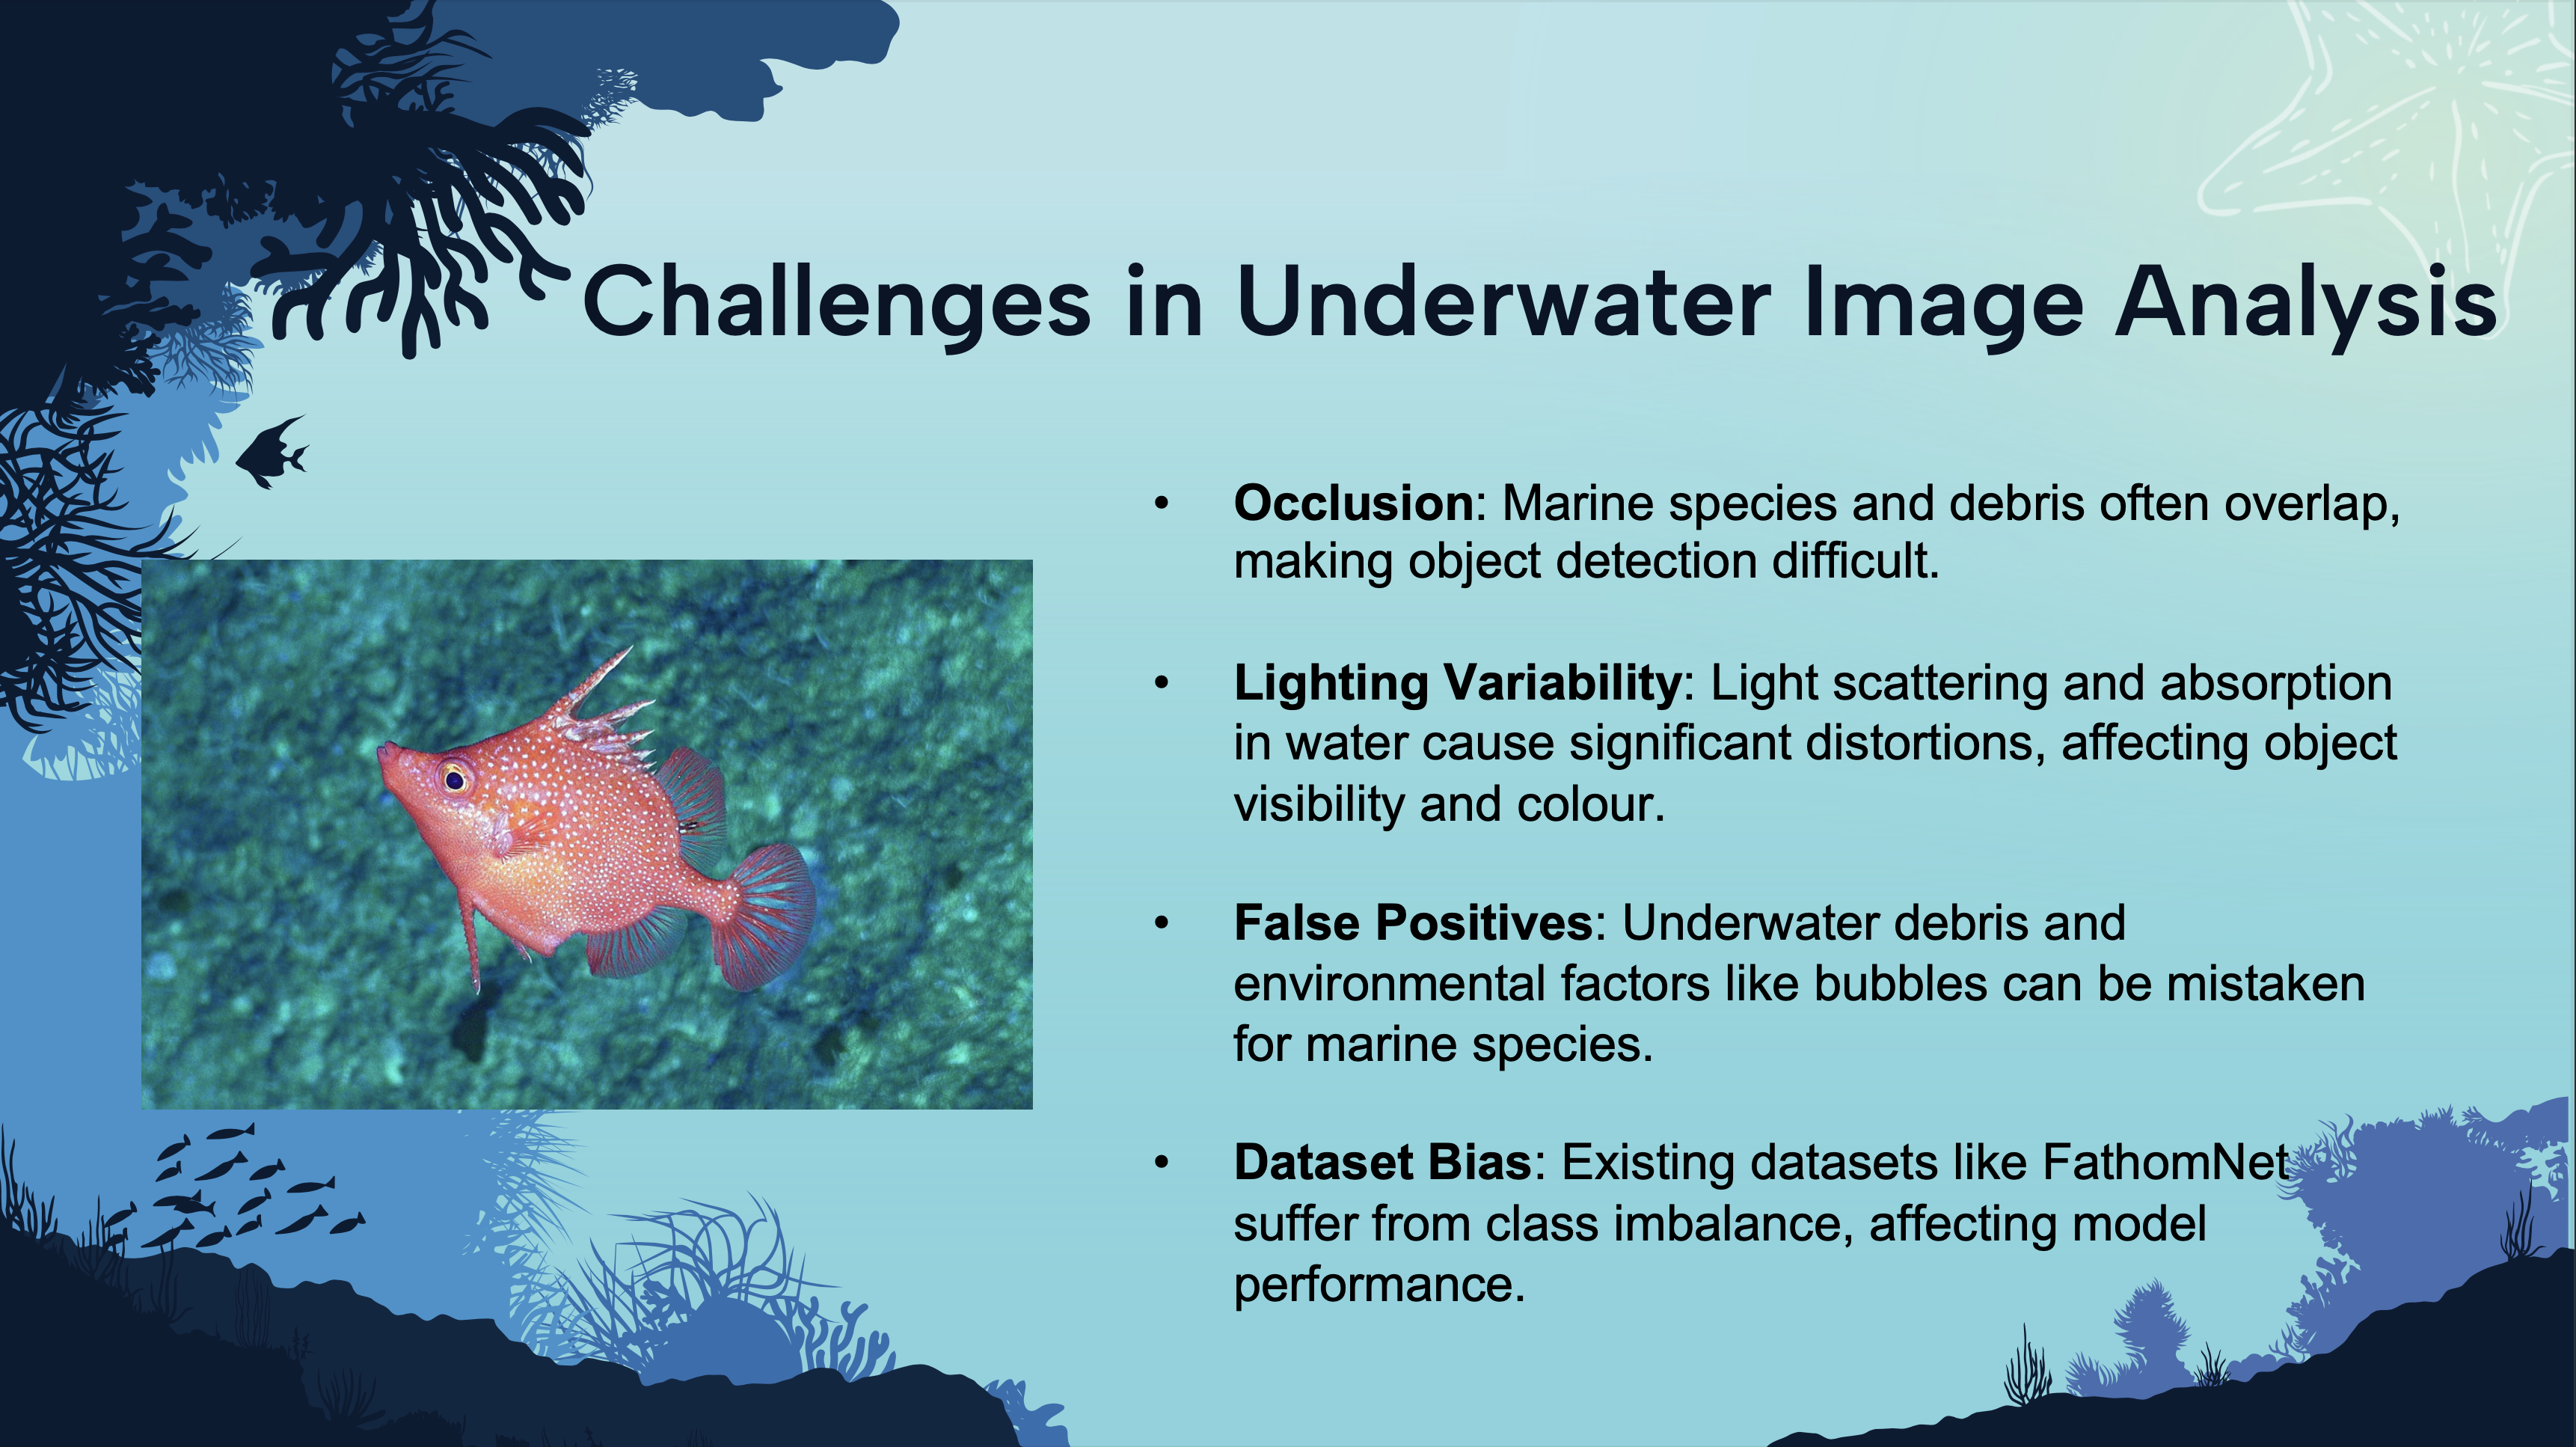 Challenges in Underwater Image Analysis
• Occlusion: Marine species and debris often overlap,
making object detection difficult.
• Lighting Variability: Light scattering and absorption
in water cause significant distortions, affecting object
visibility and colour.
• False Positives: Underwater debris and
environmental factors like bubbles can be mistaken
for marine species.
• Dataset Bias: Existing datasets like FathomNet
suffer from class imbalance, affecting model
performance.